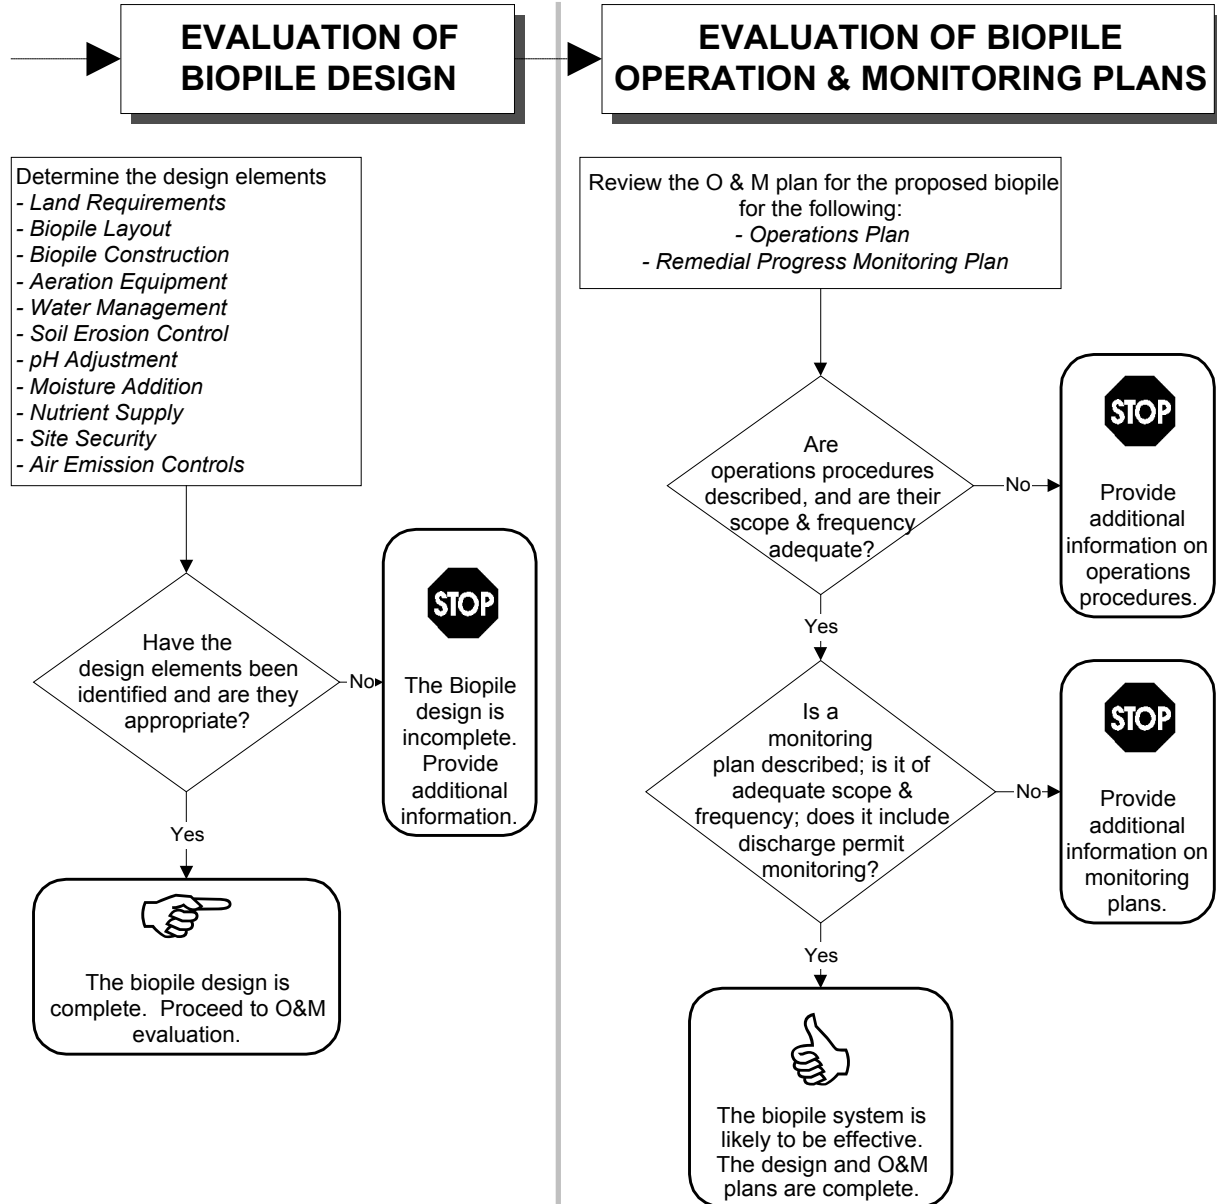 EVALUATION OF
BIOPILE DESIGN
Determine the design elements
- Land Requirements
- Biopile Layout
- Biopile Construction
- Aeration Equipment
- Water Management
- Soil Erosion Control
- pH Adjustment
- Moisture Addition
- Nutrient Supply
- Site Security
- Air Emission Controls
Have the
design elements been
identified and are they
appropriate?
No
STOP
The Biopile
design is
incomplete.
Provide
additional
information.
Yes
The biopile design is
complete. Proceed to O&M
evaluation.
EVALUATION OF BIOPILE
OPERATION & MONITORING PLANS
Review the O & M plan for the proposed biopile
for the following:
- Operations Plan
- Remedial Progress Monitoring Plan
Are
operations procedures
described, and are their
scope & frequency
adequate?
No
STOP
Provide
additional
information on
operations
procedures.
Yes
Is a
monitoring
plan described; is it of
adequate scope &
frequency; does it include
discharge permit
monitoring?
No
STOP
Provide
additional
information on
monitoring
plans.
Yes
The biopile system is
likely to be effective.
The design and O&M
plans are complete.